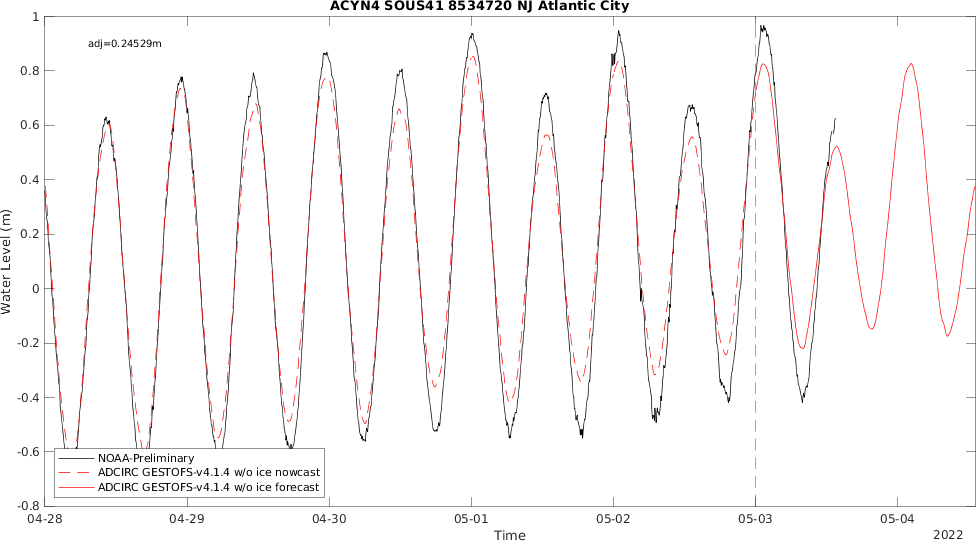 ACYN4 SOUS41 8534720 NJ Atlantic City
adj=0.24529m
1
0.8
0.6
0.4
0.2
0
-0.2
-0.4
-0.6
-0.8
Water Level (m)
NOAA-Preliminary
ADCIRC GESTOFS-v4.1.4 w/o ice nowcast
ADCIRC GESTOFS-v4.1.4 w/o ice forecast
04-28 04-29 04-30 05-01 05-02 05-03 05-04
Time
2022